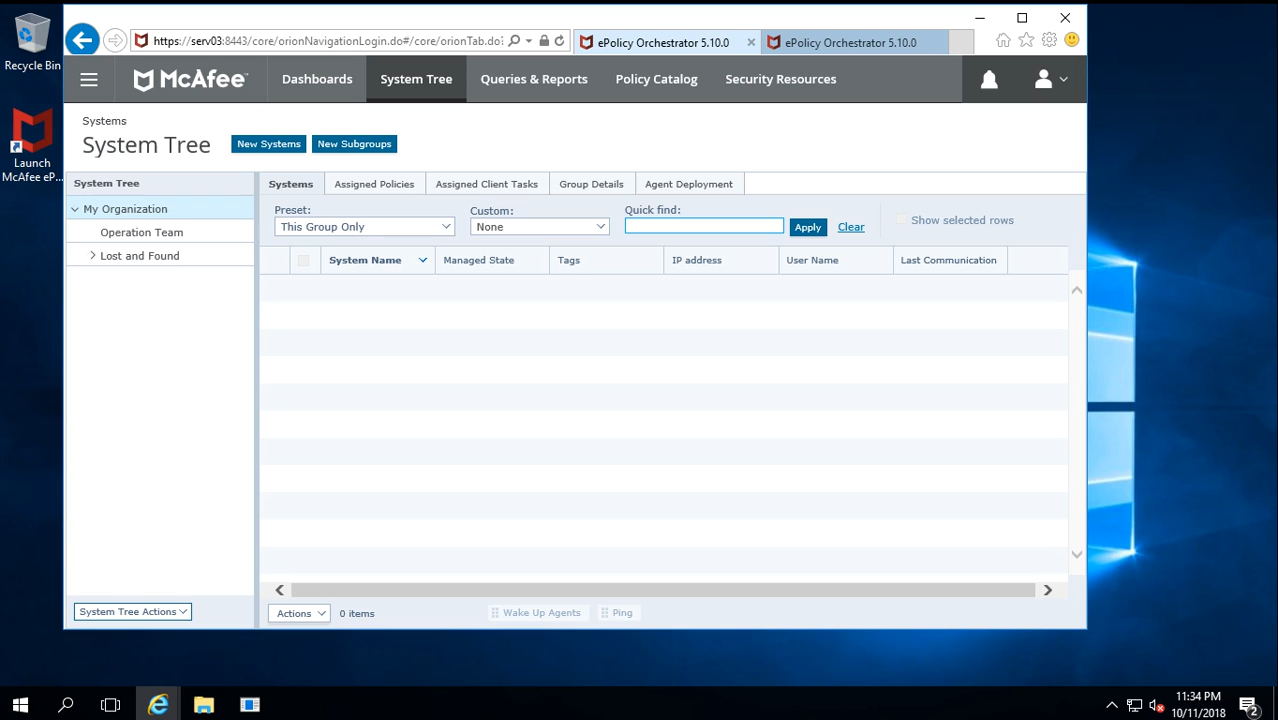 Recycle Bin
Launch
McAfee eP...
https://serv03:8443/core/orionNavigationLogin.do#/core/orionTab.do?
ePolicy Orchestrator 5.10.0
ePolicy Orchestrator 5.10.0
McAfee™
Dashboards
System Tree
Queries & Reports
Policy Catalog
Security Resources
Systems
System Tree
New Systems
New Subgroups
System Tree
My Organization
Operation Team
Lost and Found
System Tree Actions
Systems
Assigned Policies
Assigned Client Tasks
Group Details
Agent Deployment
Preset:
This Group Only
Custom:
None
Quick find:
Apply
Clear
Show selected rows
System Name
Managed State
Tags
IP address
User Name
Last Communication
Actions
0 items
Wake Up Agents
Ping
11:34 PM
10/11/2018
2